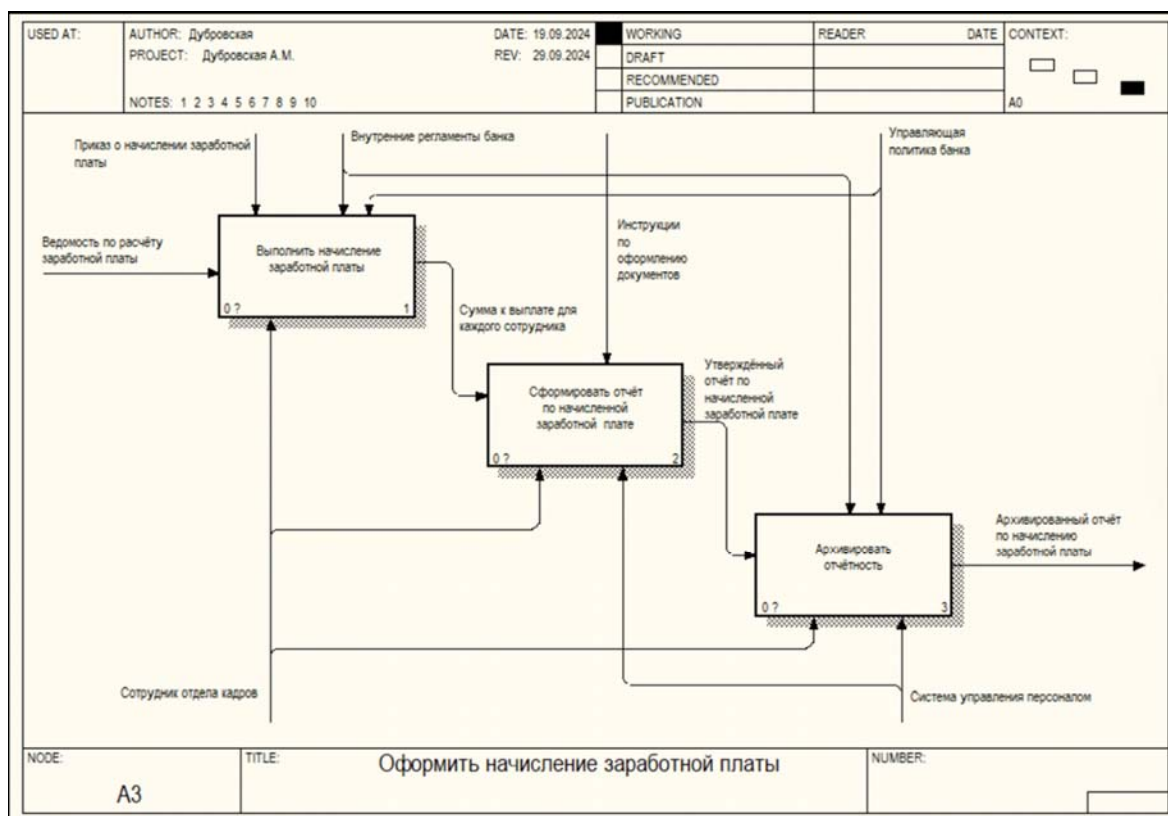 USED AT:
AUTHOR: Дубровская
DATE: 19.09.2024
WORKING
READER
DATE
CONTEXT:
PROJECT: Дубровская А.М.
REV: 29.09.2024
DRAFT
RECOMMENDED
NOTES: 1 2 3 4 5 6 7 8 9 10
PUBLICATION
A0
Приказ о начислении заработной
платы
Внутренние регламенты банка
Управляющая
политика банка
Инструкции
по
оформлению
документов
Ведомость по расчёту
заработной платы
Выполнить начисление
заработной платы
0 ?
1
Сумма к выплате для
каждого сотрудника
Сформировать отчёт
по начисленной
заработной плате
0 ?
2
Утверждённый
отчёт по
начисленной
заработной плате
Архивировать
отчётность
0 ?
3
Архивированный отчёт
по начислению
заработной платы
Сотрудник отдела кадров
Система управления персоналом
NODE:
A3
TITLE:
Оформить начисление заработной платы
NUMBER: